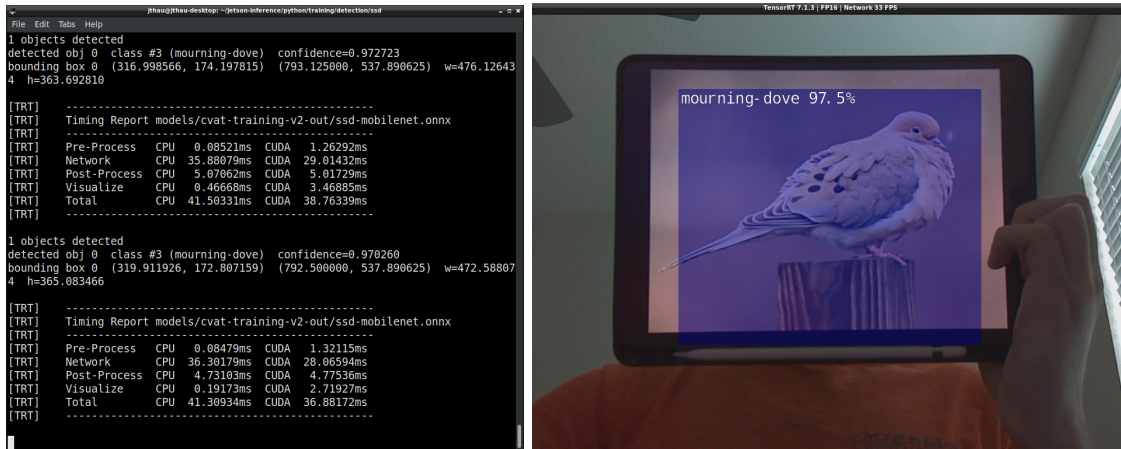 jthau@jthau-desktop: ~/jetson-inference/python/training/detection/ssd
File Edit Tabs Help
1 objects detected
detected obj 0 class #3 (mourning-dove) confidence=0.972723
bounding box 0 (316.998566, 174.197815) (793.125000, 537.890625) w=476.12643
4 h=363.692810
[TRT] ------------------------------------------------
[TRT] Timing Report models/cvat-training-v2-out/ssd-mobilenet.onnx
[TRT] ------------------------------------------------
[TRT] Pre-Process CPU 0.08521ms CUDA 1.26292ms
[TRT] Network CPU 35.88079ms CUDA 29.01432ms
[TRT] Post-Process CPU 5.07062ms CUDA 5.01729ms
[TRT] Visualize CPU 0.46668ms CUDA 3.46885ms
[TRT] Total CPU 41.50331ms CUDA 38.76339ms
[TRT] ------------------------------------------------
1 objects detected
detected obj 0 class #3 (mourning-dove) confidence=0.970260
bounding box 0 (319.911926, 172.807159) (792.500000, 537.890625) w=472.58807
4 h=365.083466
[TRT] ------------------------------------------------
[TRT] Timing Report models/cvat-training-v2-out/ssd-mobilenet.onnx
[TRT] ------------------------------------------------
[TRT] Pre-Process CPU 0.08479ms CUDA 1.32115ms
[TRT] Network CPU 36.30179ms CUDA 28.06594ms
[TRT] Post-Process CPU 4.73103ms CUDA 4.77536ms
[TRT] Visualize CPU 0.19173ms CUDA 2.71927ms
[TRT] Total CPU 41.30934ms CUDA 36.88172ms
[TRT] ------------------------------------------------
TensorRT 7.1.3 | FP16 | Network 33 FPS
mourning-dove 97.5%